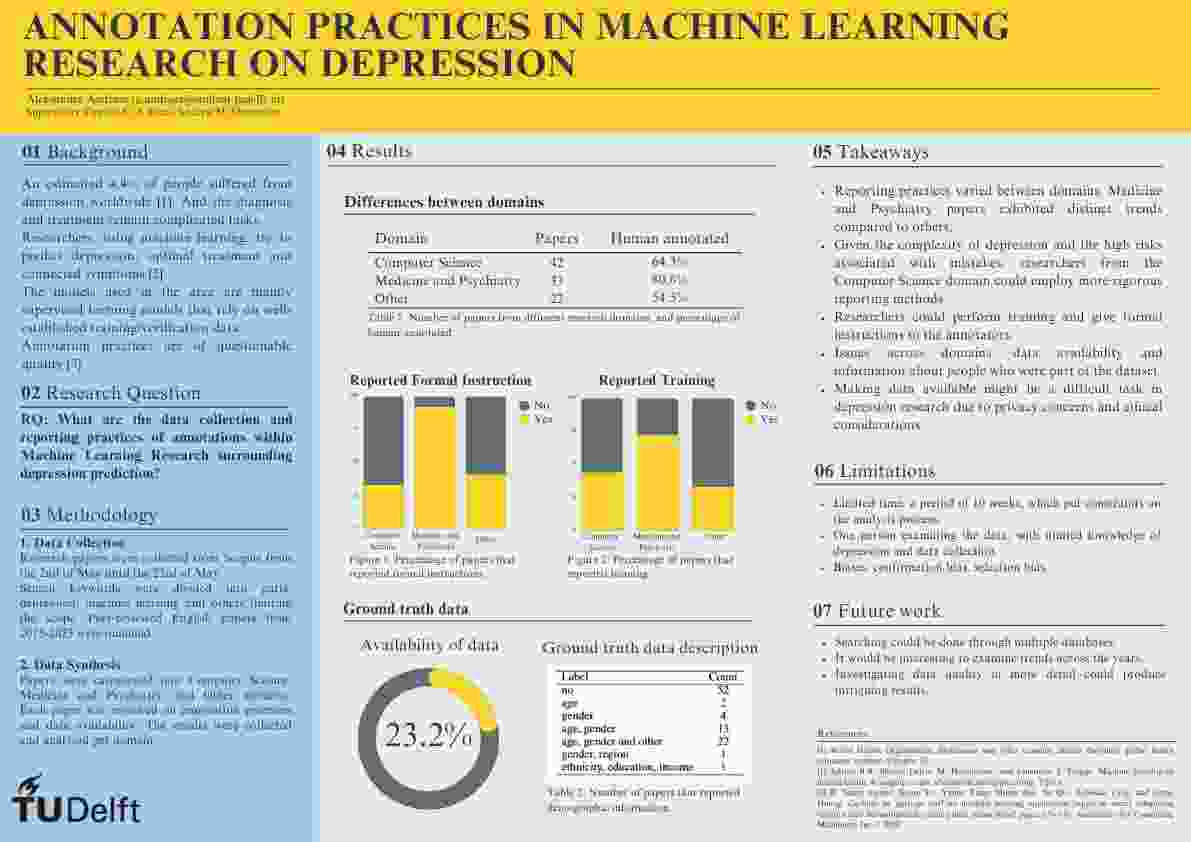 ANNOTATION PRACTICES IN MACHINE LEARNING
RESEARCH ON DEPRESSION
01 Background
An estimated 4.4% of people suffered from
depression worldwide [1]. And the diagnosis
and treatment remain complicated tasks.
Researchers, using machine learning, try to
predict depression, optimal treatment and
connected symptoms [2].
The models used in the area are mainly
supervised learning models that rely on well-
established training/verification data.
Annotation practices are of questionable
quality [3].
02 Research Question
RQ: What are the data collection and
reporting practices of annotations within
Machine Learning Research surrounding
depression prediction?
03 Methodology
1. Data Collection
Research papers were collected from Scopus from
the 2nd of May until the 22nd of May.
Search keywords were divided into parts:
depression, machine learning and others limiting
the scope. Peer-reviewed English papers from
were
2. Data Synthesis
Papers were categorized into Computer Science,
Medicine and Psychiatry, and other domains.
Each paper was reviewed on annotation practices
and data availability. The results were collected
and analysed per domain.
TU Delft
04 Results
Differences between domains
Domain Papers Human annotated
Computer Science 42 64.3%
Medicine and Psychiatry 80.6%
Other 22 54.5%
Table 1. Number of papers from different research domains, and percentage of
human annotated
Reported Formal Instruction
No
Yes
Computer Science
Medicine and Psychiatry
Other
Figure 1. Percentage of papers that
reported formal instructions.
Reported Training
No
Yes
Computer Science
Medicine and Psychiatry
Other
Figure 2. Percentage of papers that
reported training.
Ground truth data
Availability of data
23.2%
Ground truth data description
Label Count
no 52
age 2
gender 4
age, gender 13
age, gender and other 22
gender, region 1
ethnicity, education, income 1
Table 2. Number of papers that reported
demographic information.
05 Takeaways
• Reporting practices varied between domains. Medicine
and Psychiatry papers exhibited distinct trends
compared to others.
• Given the complexity of depression and the high risks
associated with mistakes, researchers from the
Computer Science domain could employ more rigorous
reporting methods.
• Researchers could perform training and give formal
instructions to the annotators.
• Issues across domains: data availability and
information about people who were part of the dataset.
• Making data available might be a difficult task in
depression research due to privacy concerns and ethical
considerations.
06 Limitations
• Limited time, a period of 10 weeks, which put constraints on
the analysis process.
• One person examining the data, with limited knowledge of
depression and data collection.
• Biases: confirmation bias, selection bias.
07 Future work
• Searching could be done through multiple databases.
• It would be interesting to examine trends across the years.
• Investigating data quality in more detail could produce
intriguing results.
References